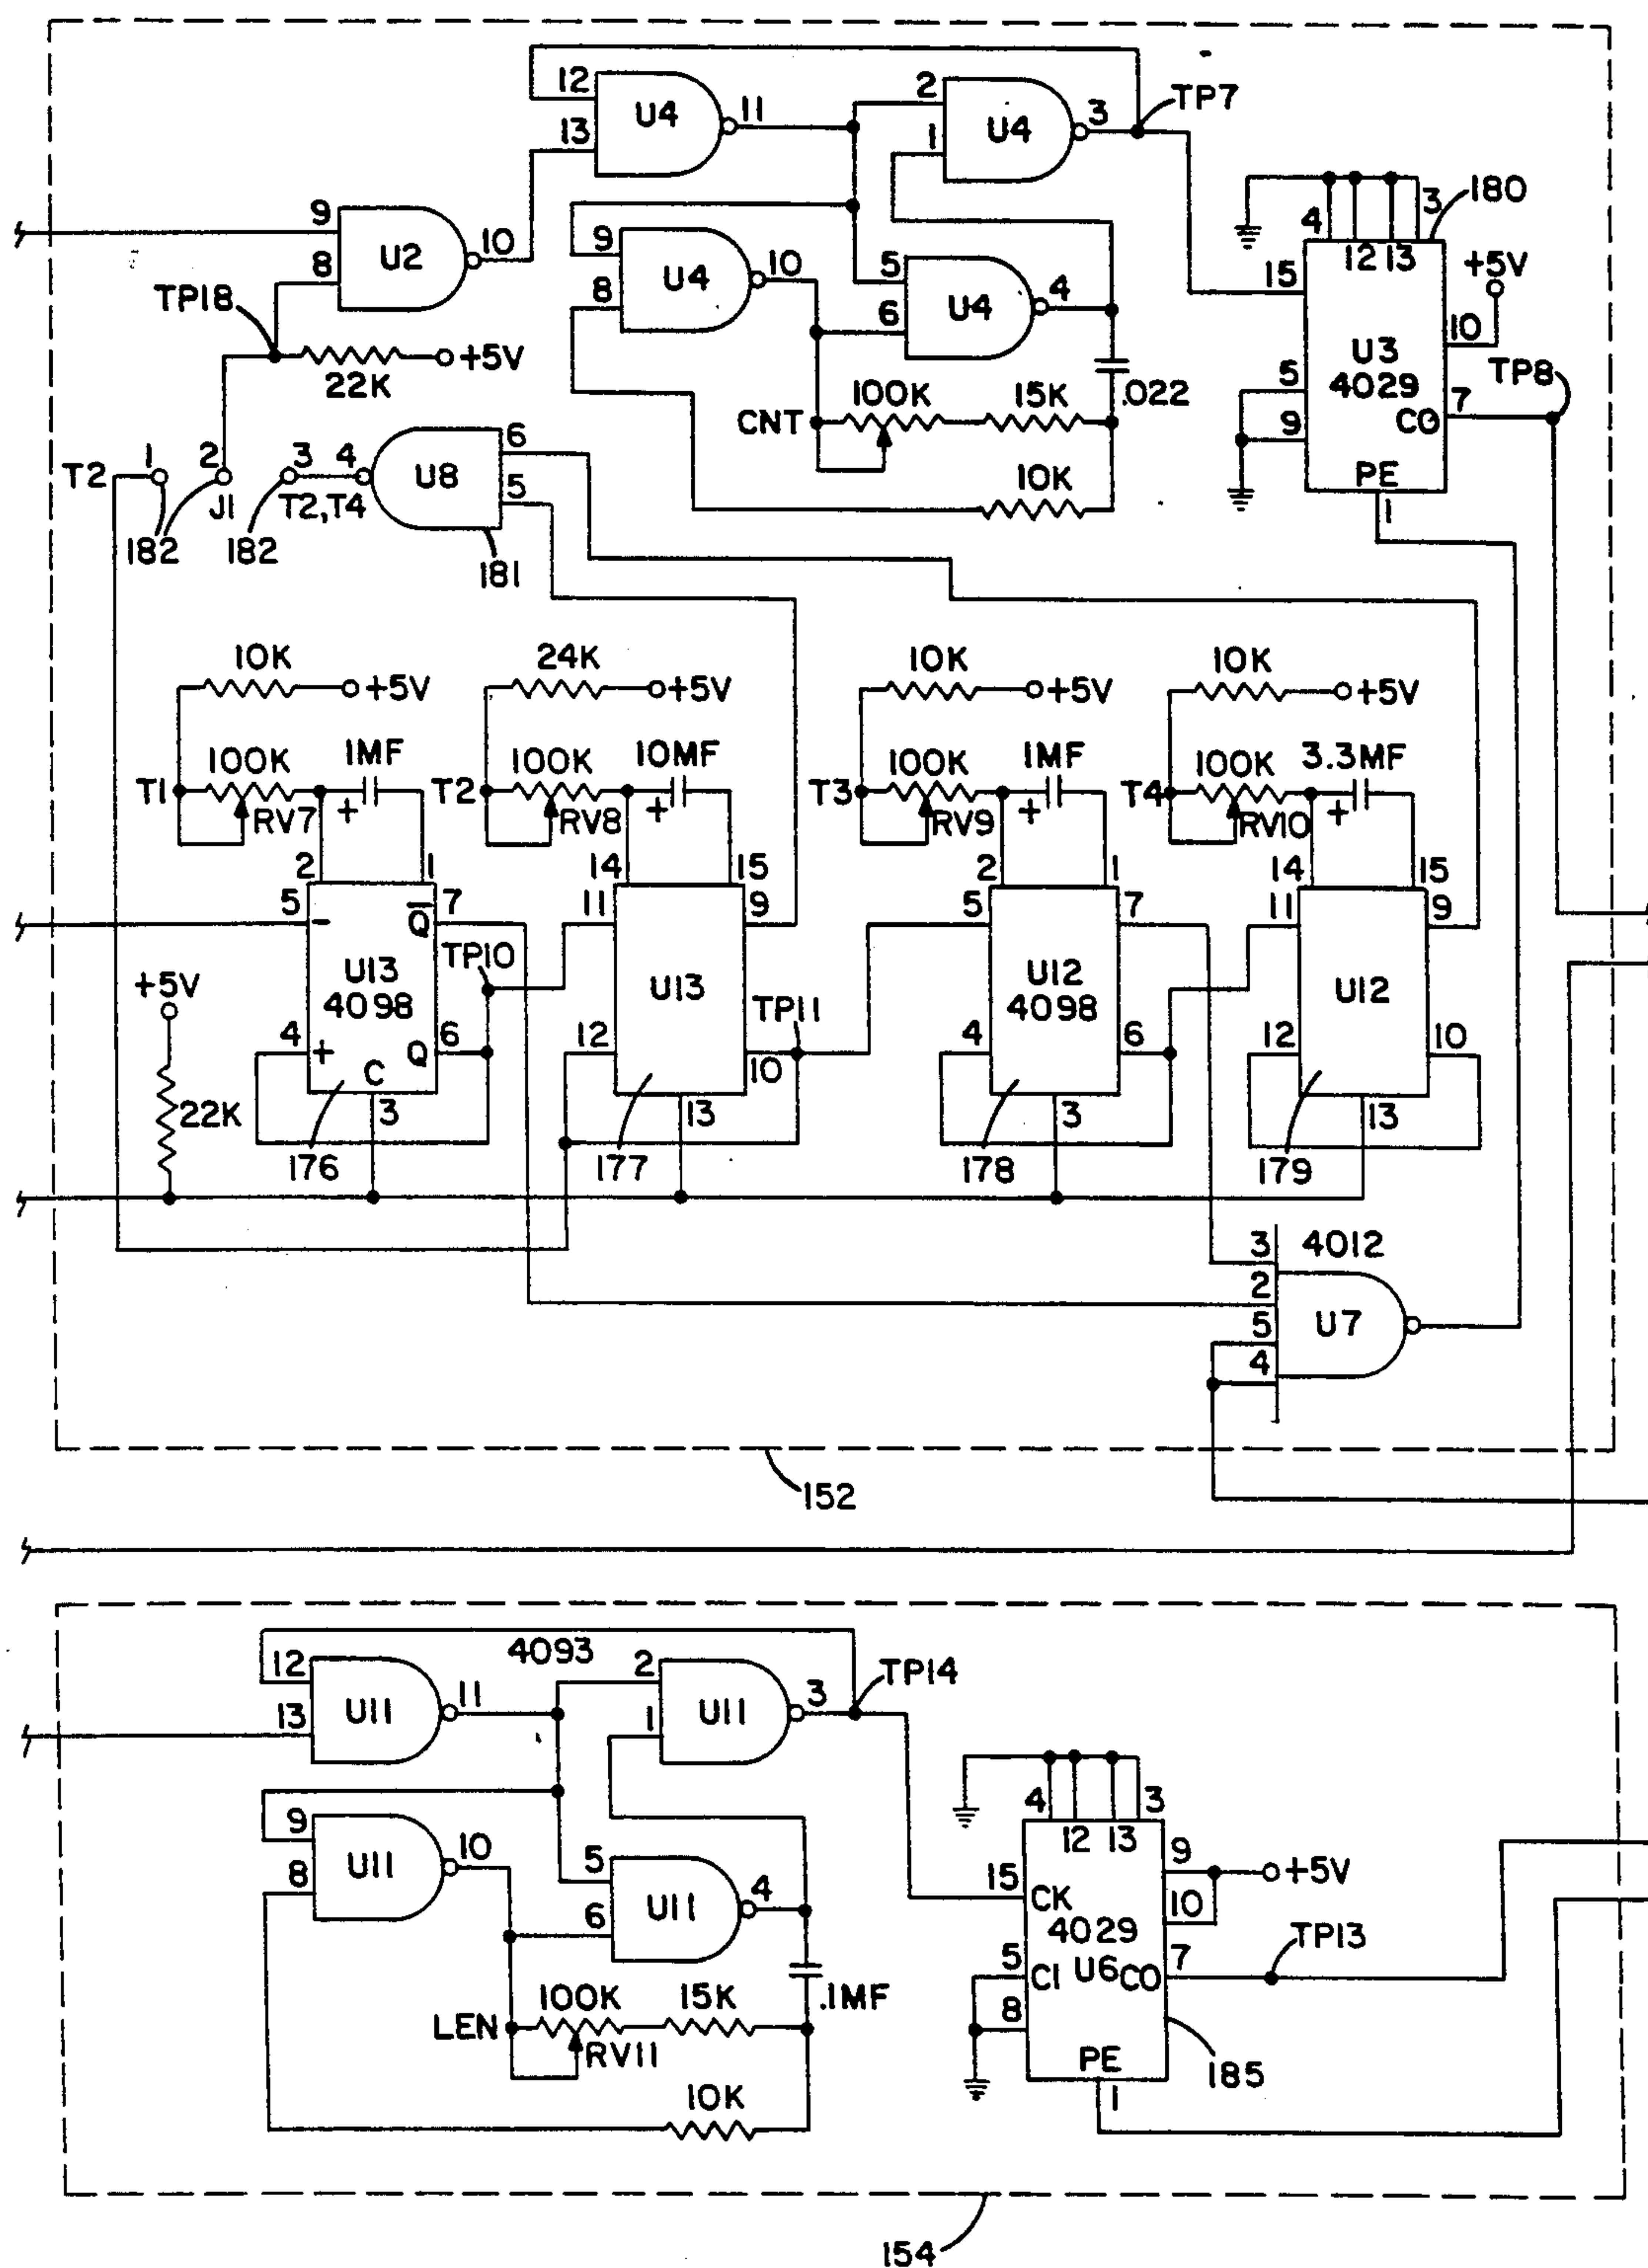 12
U4
11
2
U4
3
TP7
13
1
9
U2
10
8
TP18
22K
+5V
9
U4
10
8
5
U4
4
6
.022
100K
15K
CNT
10K
4
3
180
12
13
+5V
15
10
U3
4029
TP8
5
7
CO
9
PE
1
T2
1
2
3
4
U8
6
5
J1
T2,T4
182
182
181
10K
+5V
24K
+5V
10K
+5V
10K
+5V
T1
100K
1MF
+
RV7
T2
100K
10MF
+
RV8
T3
100K
1MF
+
RV9
T4
100K
3.3MF
+
RV10
2
1
14
15
2
1
14
15
5
-
Q̅
7
11
9
5
7
11
9
TP10
+5V
U13
4098
U13
TP11
U12
4098
U12
4
+
Q
6
12
10
4
6
12
10
C
3
13
3
13
22K
176
177
178
179
3
4012
2
5
U7
4
152
12
4093
U11
11
2
U11
3
TP14
13
1
9
U11
10
8
5
U11
4
6
.1MF
LEN
100K
15K
RV11
10K
4
3
12
13
9
+5V
15
CK
10
4029
TP13
5
CI
U6
CO
7
8
PE
1
185
154